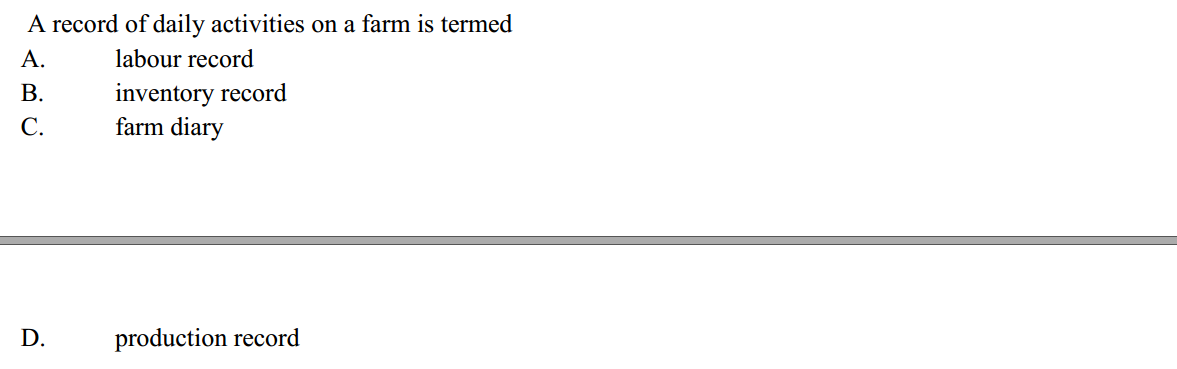 A record of daily activities on a farm is termed
A. labour record
B. inventory record
C. farm diary
D. production record